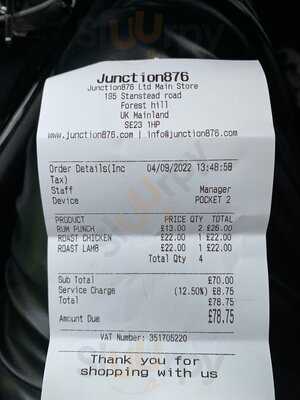 Junction876
Junction876 Ltd Main Store
195 Stanstead road
Forest hill
UK Mainland
SE23 1HP
www.junction876.com | info@junction876.com
Order Details(Inc Tax) 04/09/2022 13:48:58
Staff Manager
Device POCKET 2
PRODUCT PRICE QTY TOTAL
RUM PUNCH £13.00 2 £26.00
ROAST CHICKEN £22.00 1 £22.00
ROAST LAMB £22.00 1 £22.00
Total Qty 4
Sub Total £70.00
Service Charge (12.50%) £8.75
Total £78.75
Amount Due £78.75
VAT Number: 351705220
Thank you for
shopping with us